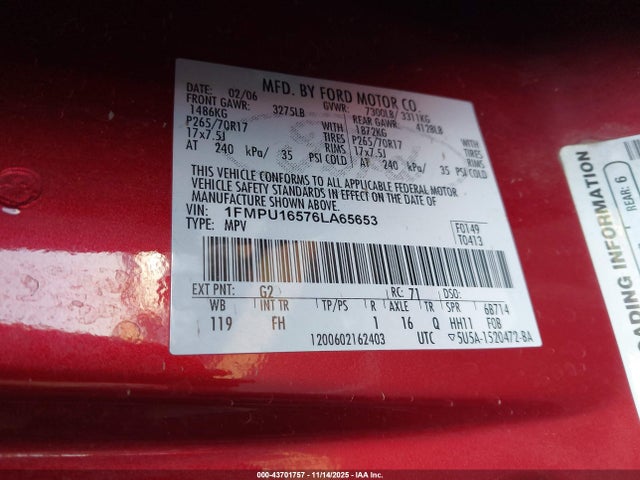 MFD. BY FORD MOTOR CO.
DATE: 02/06 GVWR: 7300LB/ 3311KG
FRONT GAWR: 3275LB REAR GAWR: 4128LB
1486KG 1872KG
P265/70R17 WITH P265/70R17 WITH
17x7.5J TIRES 17x7.5J TIRES
RIMS RIMS
AT 240 kPa/ 35 PSI COLD AT 240 kPa/ 35 PSI COLD
THIS VEHICLE CONFORMS TO ALL APPLICABLE FEDERAL MOTOR
VEHICLE SAFETY STANDARDS IN EFFECT ON THE DATE OF
MANUFACTURE SHOWN ABOVE.
VIN: 1FMPU16576LA65653
TYPE: MPV
F0149
T0413
EXT PNT: G2 RC: 71 DSO:
WB INT TR TP/PS R AXLE TR SPR 6B714
119 FH 1 16 Q HH11 FOB
1200602162403 UTC ▽5U5A-1520472-BA
OADING INFORMATION
REAR: 6
000-43701757 - 11/14/2025 - IAA Inc.